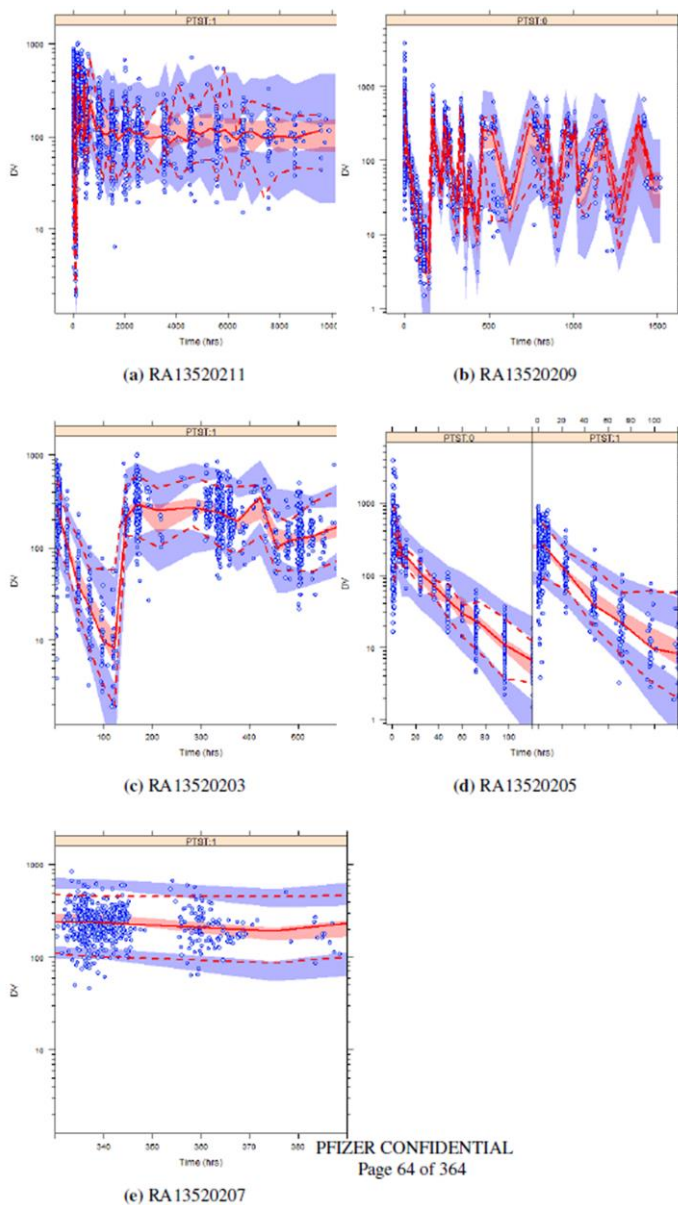 PTST:1
PTST:0
1000
100
10
DV
0 2000 4000 6000 8000 1000
Time (hrs)
1000
100
10
1
DV
0 500 1000 1500
Time (hrs)
(a) RA13520211
(b) RA13520209
PTST:1
1000
100
10
DV
0 100 200 300 400 500 600
Time (hrs)
0 20 40 60 80 100
PTST:0
PTST:1
1000
100
10
1
DV
0 20 40 60 80 100
Time (hrs)
(c) RA13520203
(d) RA13520205
PTST:1
1000
100
10
DV
340 350 360 370 380
Time (hrs)
PFIZER CONFIDENTIAL
Page 64 of 364
(e) RA13520207